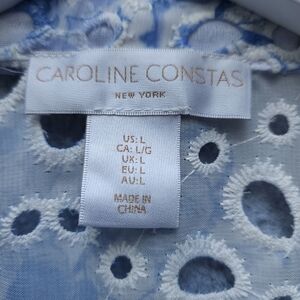 CAROLINE CONSTAS
NEW YORK
US: L
CA: L/G
UK: L
EU: L
AU: L
MADE IN
CHINA